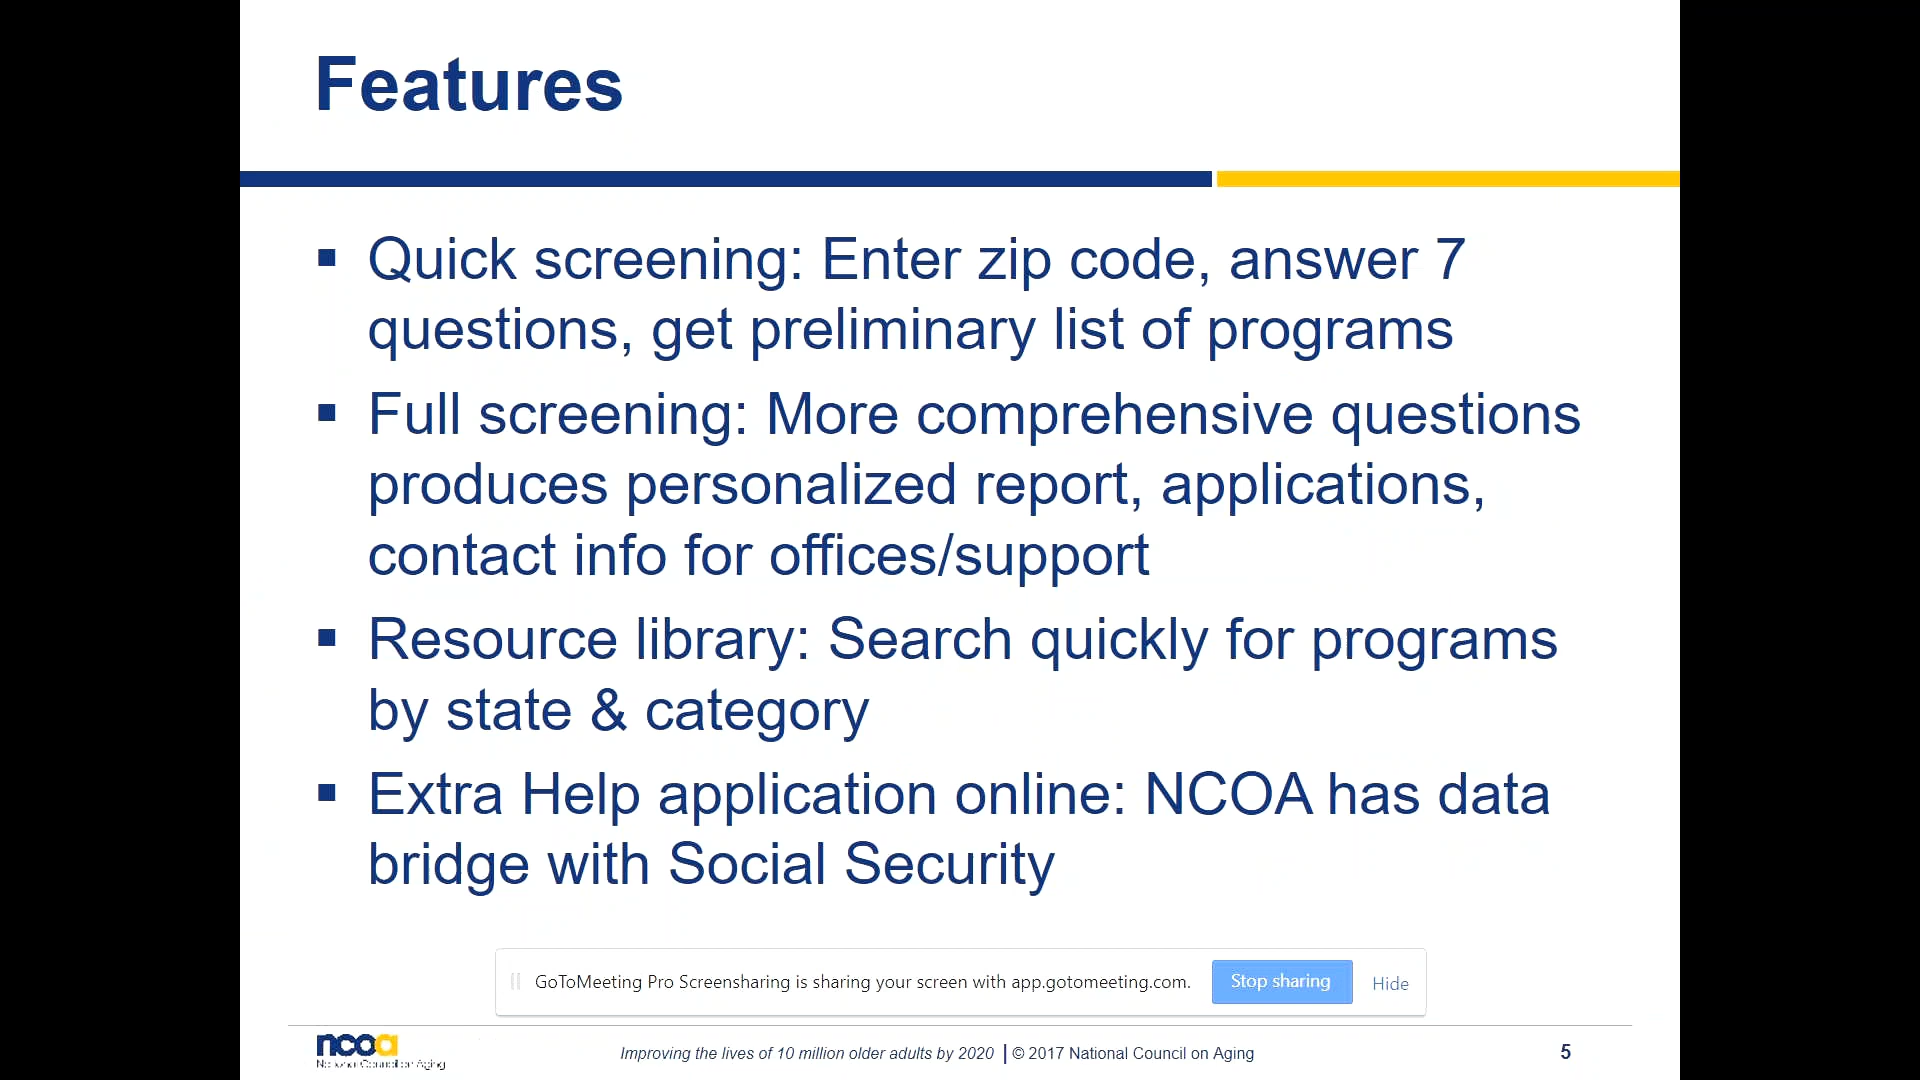 Features
▪ Quick screening: Enter zip code, answer 7
questions, get preliminary list of programs
▪ Full screening: More comprehensive questions
produces personalized report, applications,
contact info for offices/support
▪ Resource library: Search quickly for programs
by state & category
▪ Extra Help application online: NCOA has data
bridge with Social Security
GoToMeeting Pro Screensharing is sharing your screen with app.gotomeeting.com. Stop sharing Hide
ncoa
National Council on Aging
Improving the lives of 10 million older adults by 2020 | © 2017 National Council on Aging
5